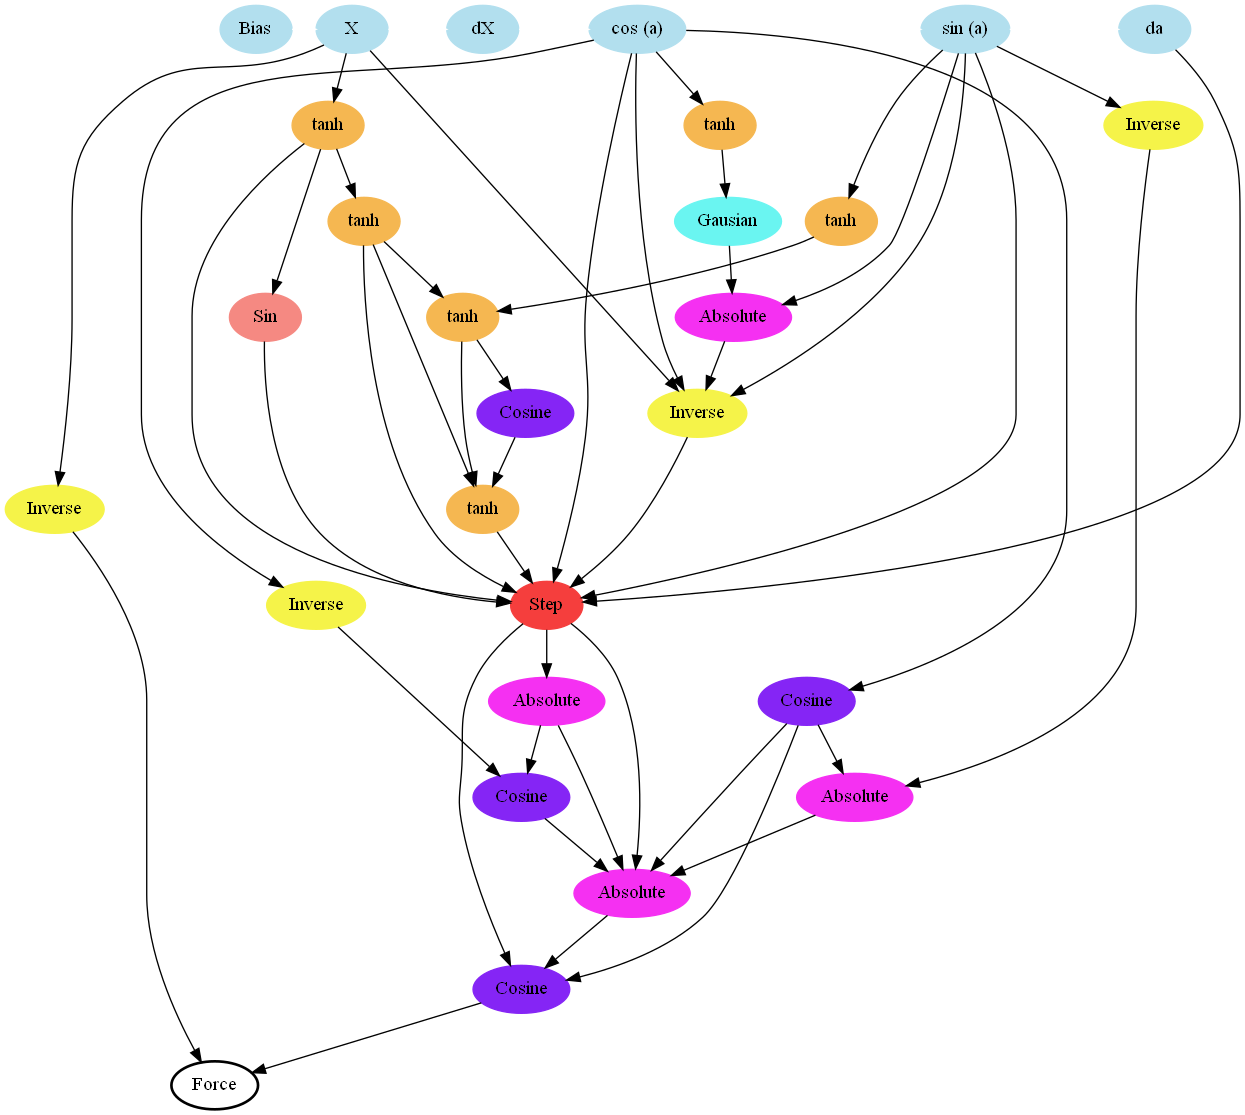 Bias
X
dX
cos (a)
sin (a)
da
tanh
tanh
Inverse
tanh
Gausian
tanh
Sin
tanh
Absolute
Cosine
Inverse
Inverse
tanh
Inverse
Step
Absolute
Cosine
Cosine
Absolute
Absolute
Cosine
Force